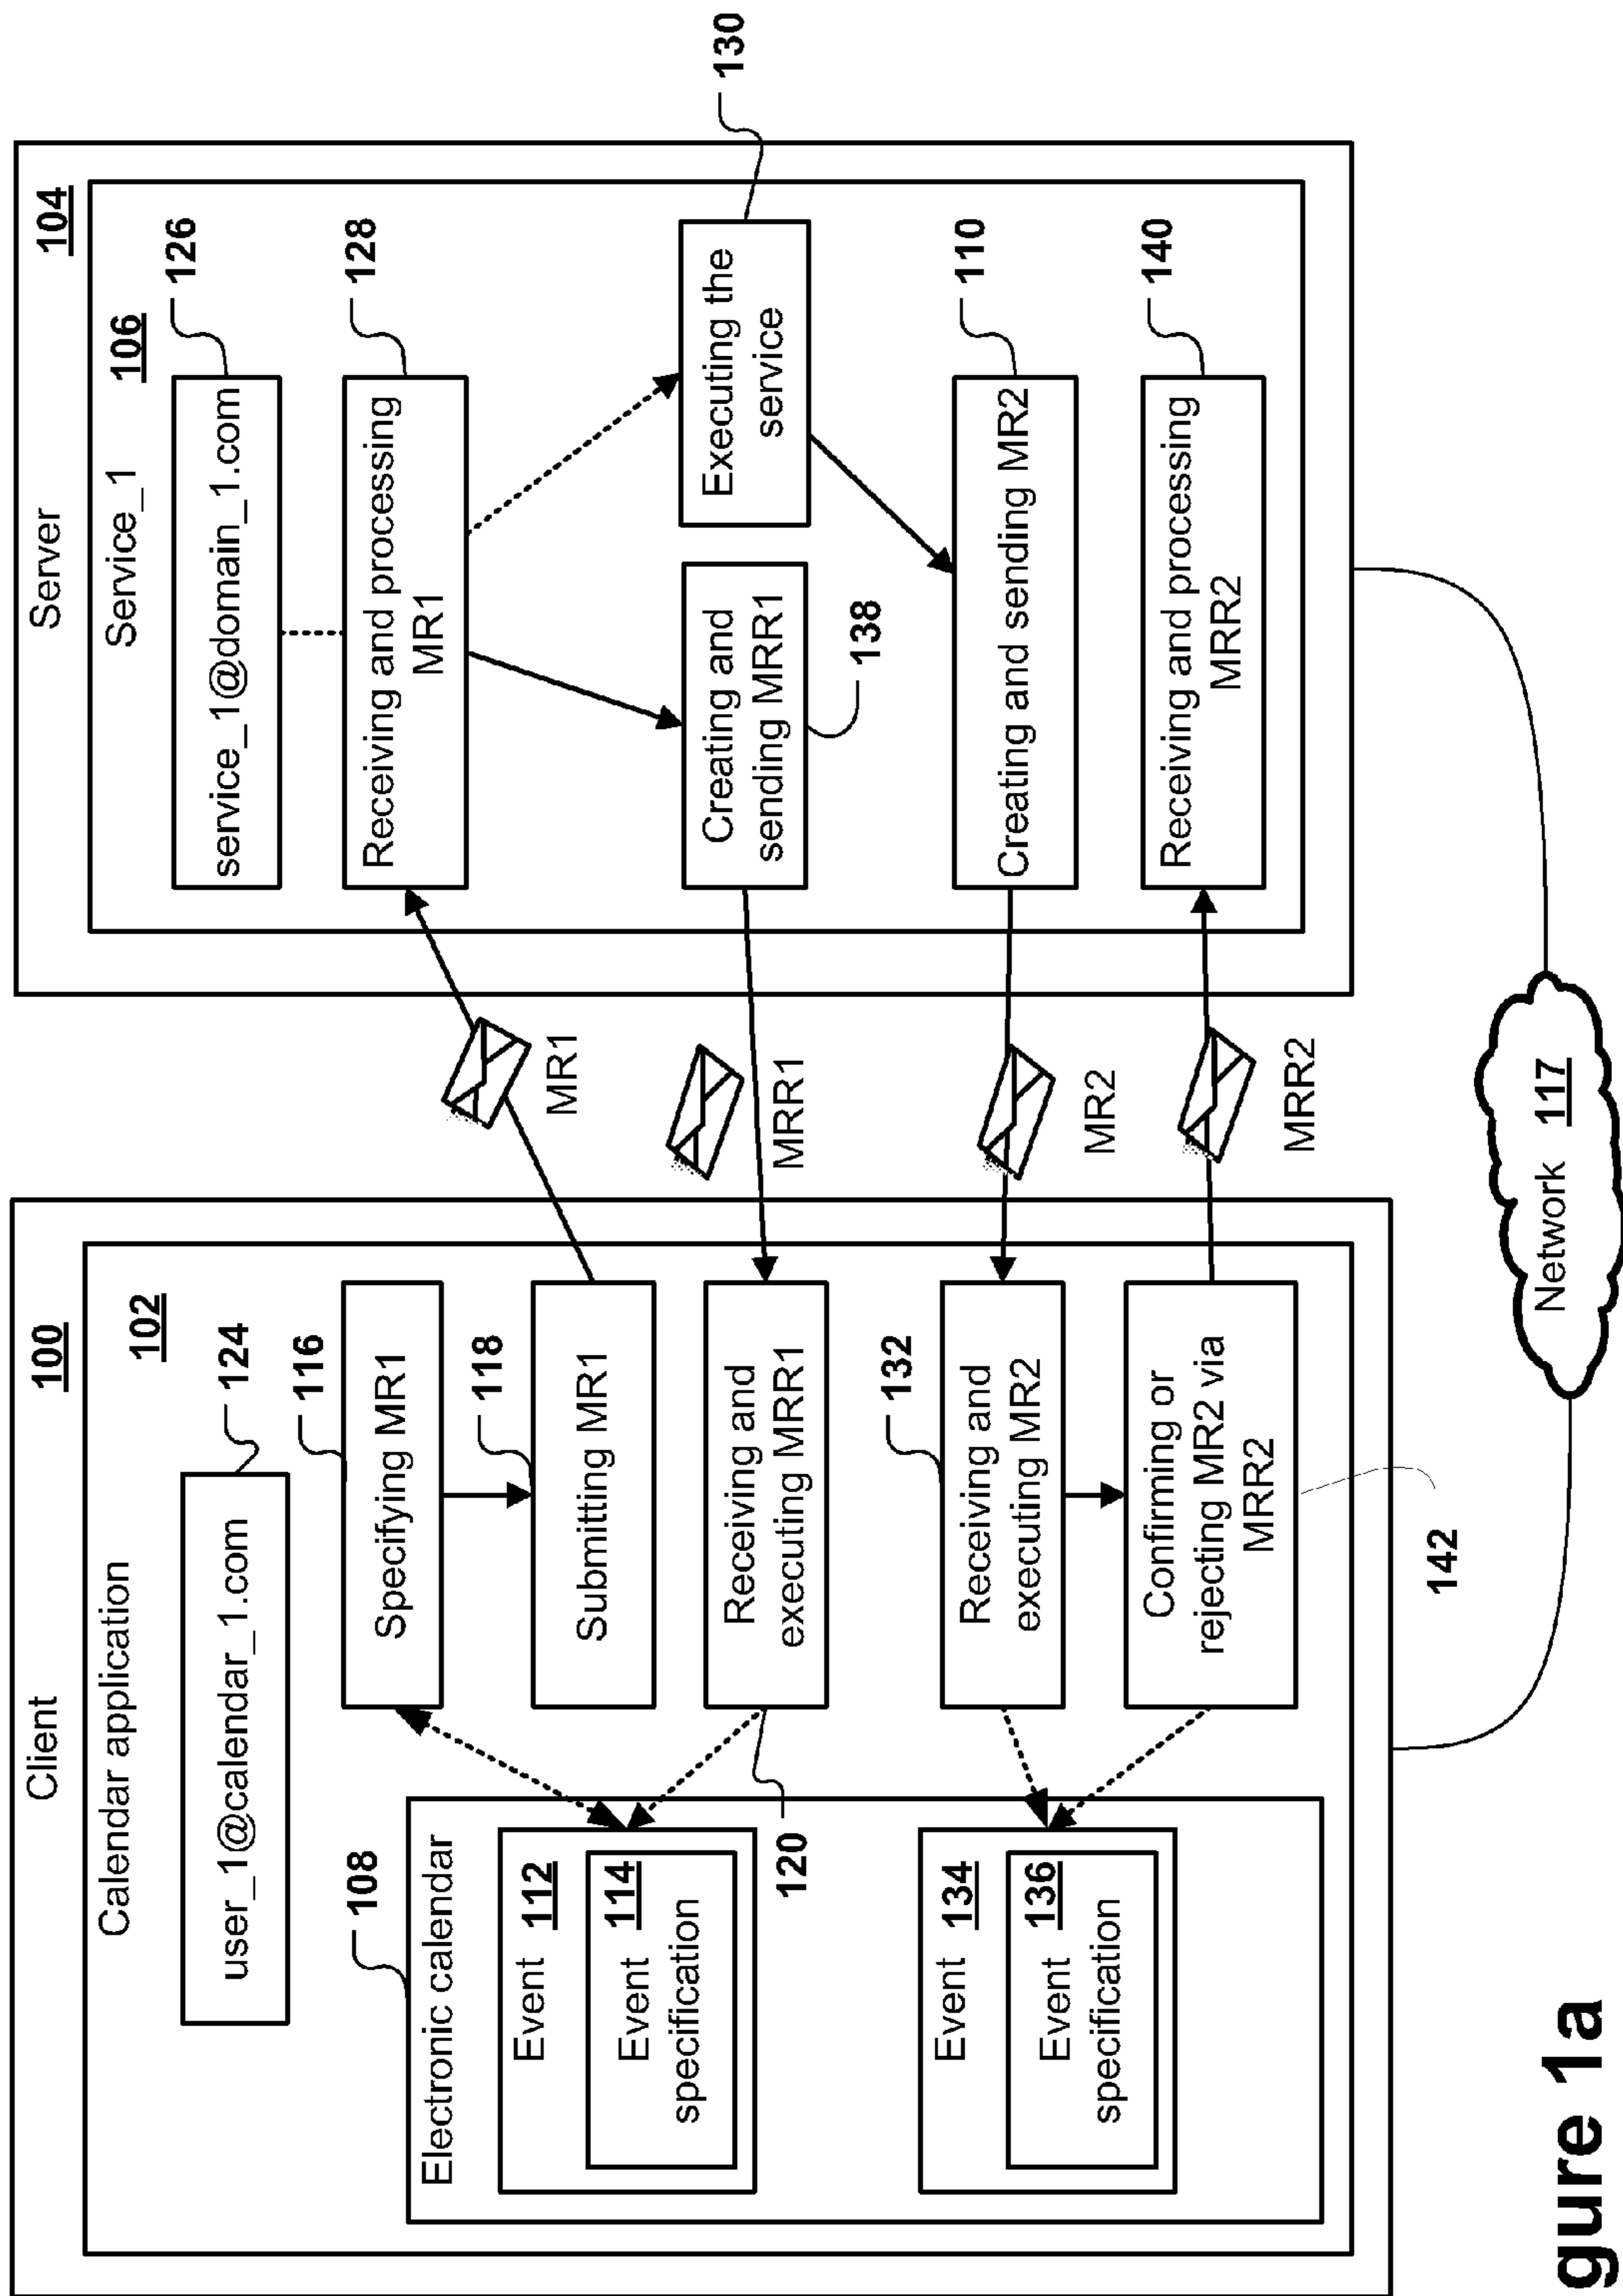 Client
100
Calendar application
102
user_1@calendar_1.com
124
Electronic calendar
108
Event 112
Event 114
specification
Event 134
Event 136
specification
116
Specifying MR1
118
Submitting MR1
Receiving and
executing MRR1
120
132
Receiving and
executing MR2
Confirming or
rejecting MR2 via
MRR2
142
MR1
MRR1
MR2
MRR2
Server
104
Service_1
106
service_1@domain_1.com
126
Receiving and processing
MR1
128
Creating and
sending MRR1
138
Executing the
service
130
Creating and sending MR2
110
Receiving and processing
MRR2
140
Network 117
gure 1a